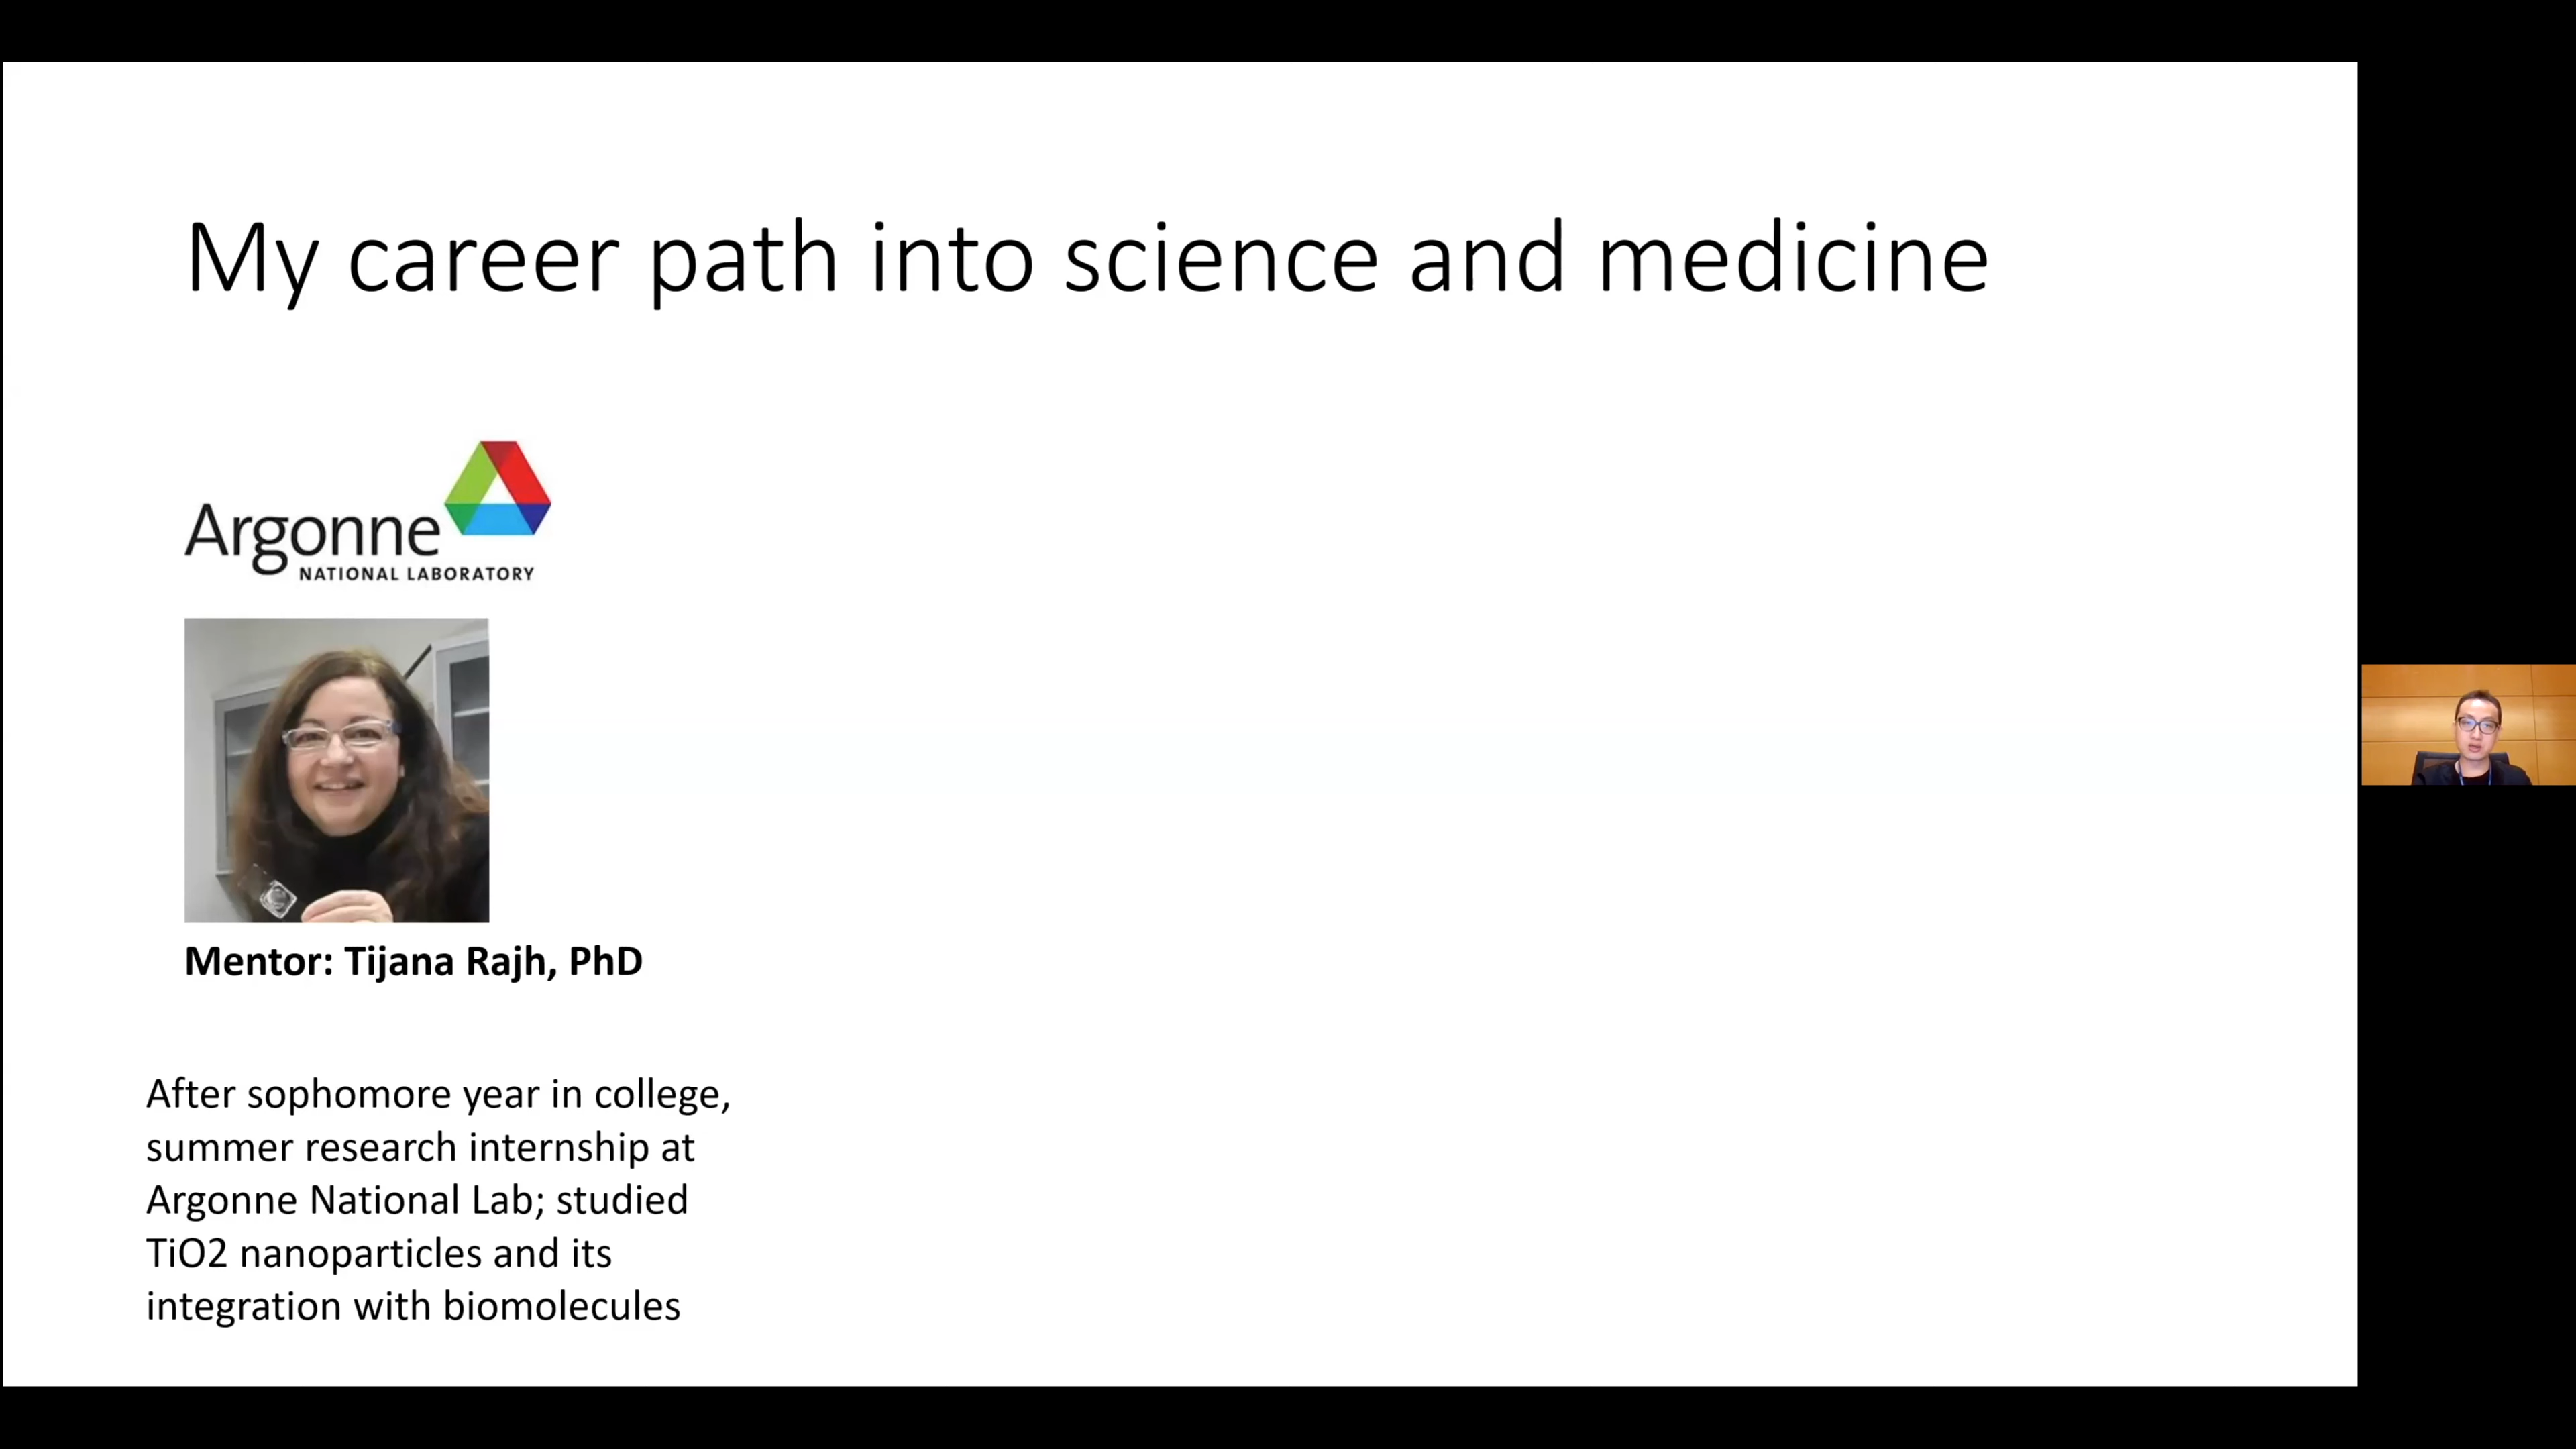 My career path into science and medicine
Argonne
NATIONAL LABORATORY
Mentor: Tijana Rajh, PhD
After sophomore year in college,
summer research internship at
Argonne National Lab; studied
TiO2 nanoparticles and its
integration with biomolecules